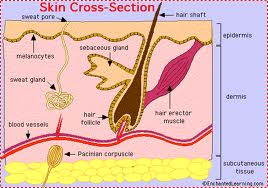 Skin Cross-Section
sweat pore
hair shaft
epidermis
melanocytes
sebaceous gland
sweat gland
dermis
blood vessels
hair
follicle
hair erector
muscle
Pacinian corpuscle
subcutaneous
tissue
©EnchantedLearning.com